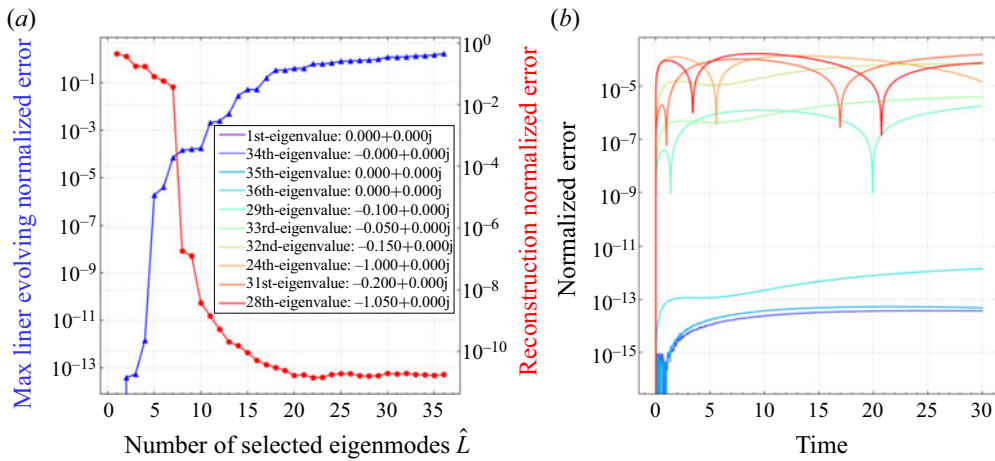 (a)
Max liner evolving normalized error
10⁻¹
10⁻³
10⁻⁵
10⁻⁷
10⁻⁹
10⁻¹¹
10⁻¹³
10⁰
10⁻²
10⁻⁴
10⁻⁶
10⁻⁸
10⁻¹⁰
Reconstruction normalized error
1st-eigenvalue: 0.000+0.000j
34th-eigenvalue: –0.000+0.000j
35th-eigenvalue: 0.000+0.000j
36th-eigenvalue: 0.000+0.000j
29th-eigenvalue: –0.100+0.000j
33rd-eigenvalue: –0.050+0.000j
32nd-eigenvalue: –0.150+0.000j
24th-eigenvalue: –1.000+0.000j
31st-eigenvalue: –0.200+0.000j
28th-eigenvalue: –1.050+0.000j
0 5 10 15 20 25 30 35
Number of selected eigenmodes L̂
(b)
Normalized error
10⁻⁵
10⁻⁷
10⁻⁹
10⁻¹¹
10⁻¹³
10⁻¹⁵
0 5 10 15 20 25 30
Time